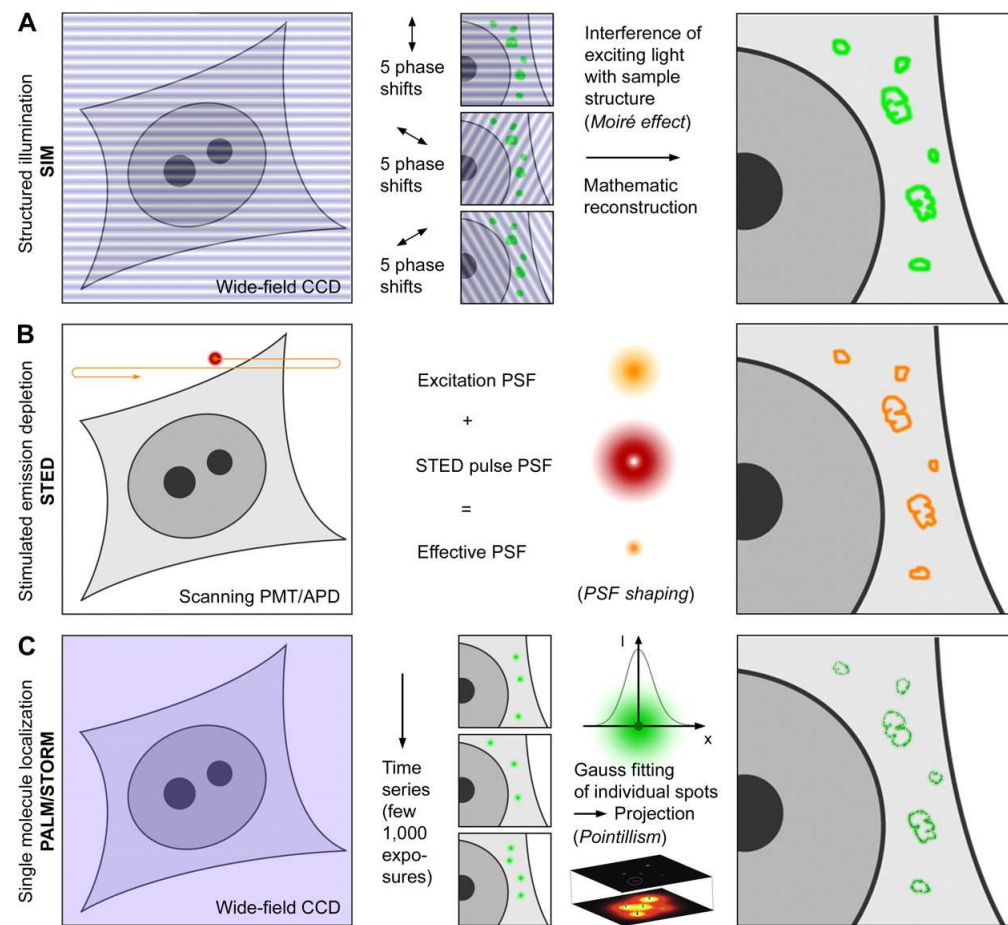 A
Structured illumination
SIM
Wide-field CCD
5 phase
shifts
5 phase
shifts
5 phase
shifts
Interference of
exciting light
with sample
structure
(Moiré effect)
Mathematic
reconstruction
B
Stimulated emission depletion
STED
Scanning PMT/APD
Excitation PSF
+
STED pulse PSF
=
Effective PSF
(PSF shaping)
C
Single molecule localization
PALM/STORM
Wide-field CCD
Time
series
(few
1,000
expo-
sures)
I
x
Gauss fitting
of individual spots
Projection
(Pointillism)